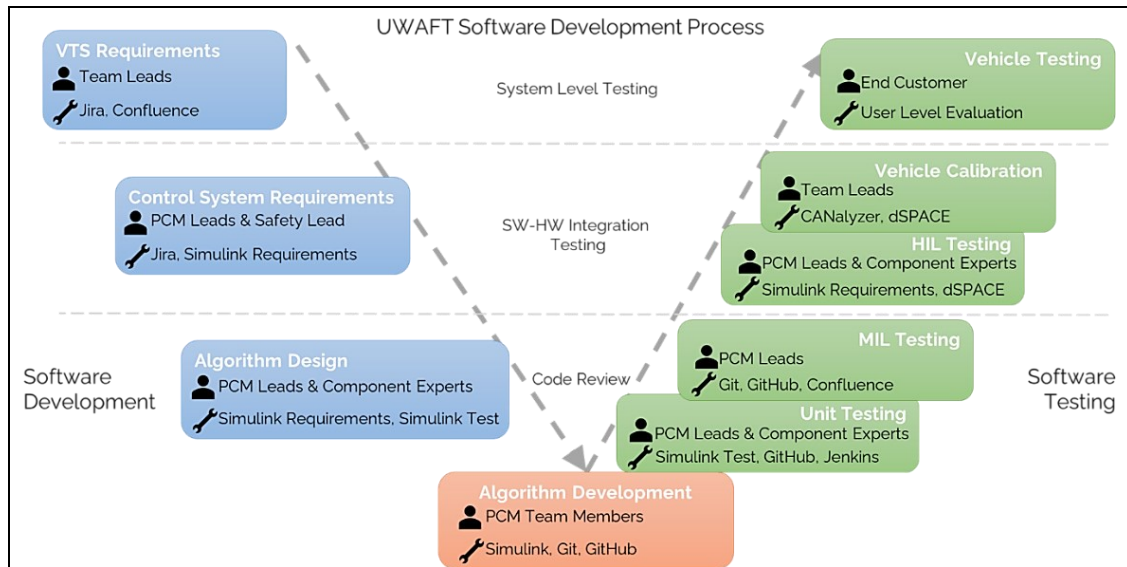 UWAFT Software Development Process
VTS Requirements
Team Leads
Jira, Confluence
System Level Testing
Vehicle Testing
End Customer
User Level Evaluation
Control System Requirements
PCM Leads & Safety Lead
Jira, Simulink Requirements
SW-HW Integration
Testing
Vehicle Calibration
Team Leads
CANalyzer, dSPACE
HIL Testing
PCM Leads & Component Experts
Simulink Requirements, dSPACE
Software
Development
Algorithm Design
PCM Leads & Component Experts
Simulink Requirements, Simulink Test
Code Review
MIL Testing
PCM Leads
Git, GitHub, Confluence
Unit Testing
PCM Leads & Component Experts
Simulink Test, GitHub, Jenkins
Software
Testing
Algorithm Development
PCM Team Members
Simulink, Git, GitHub